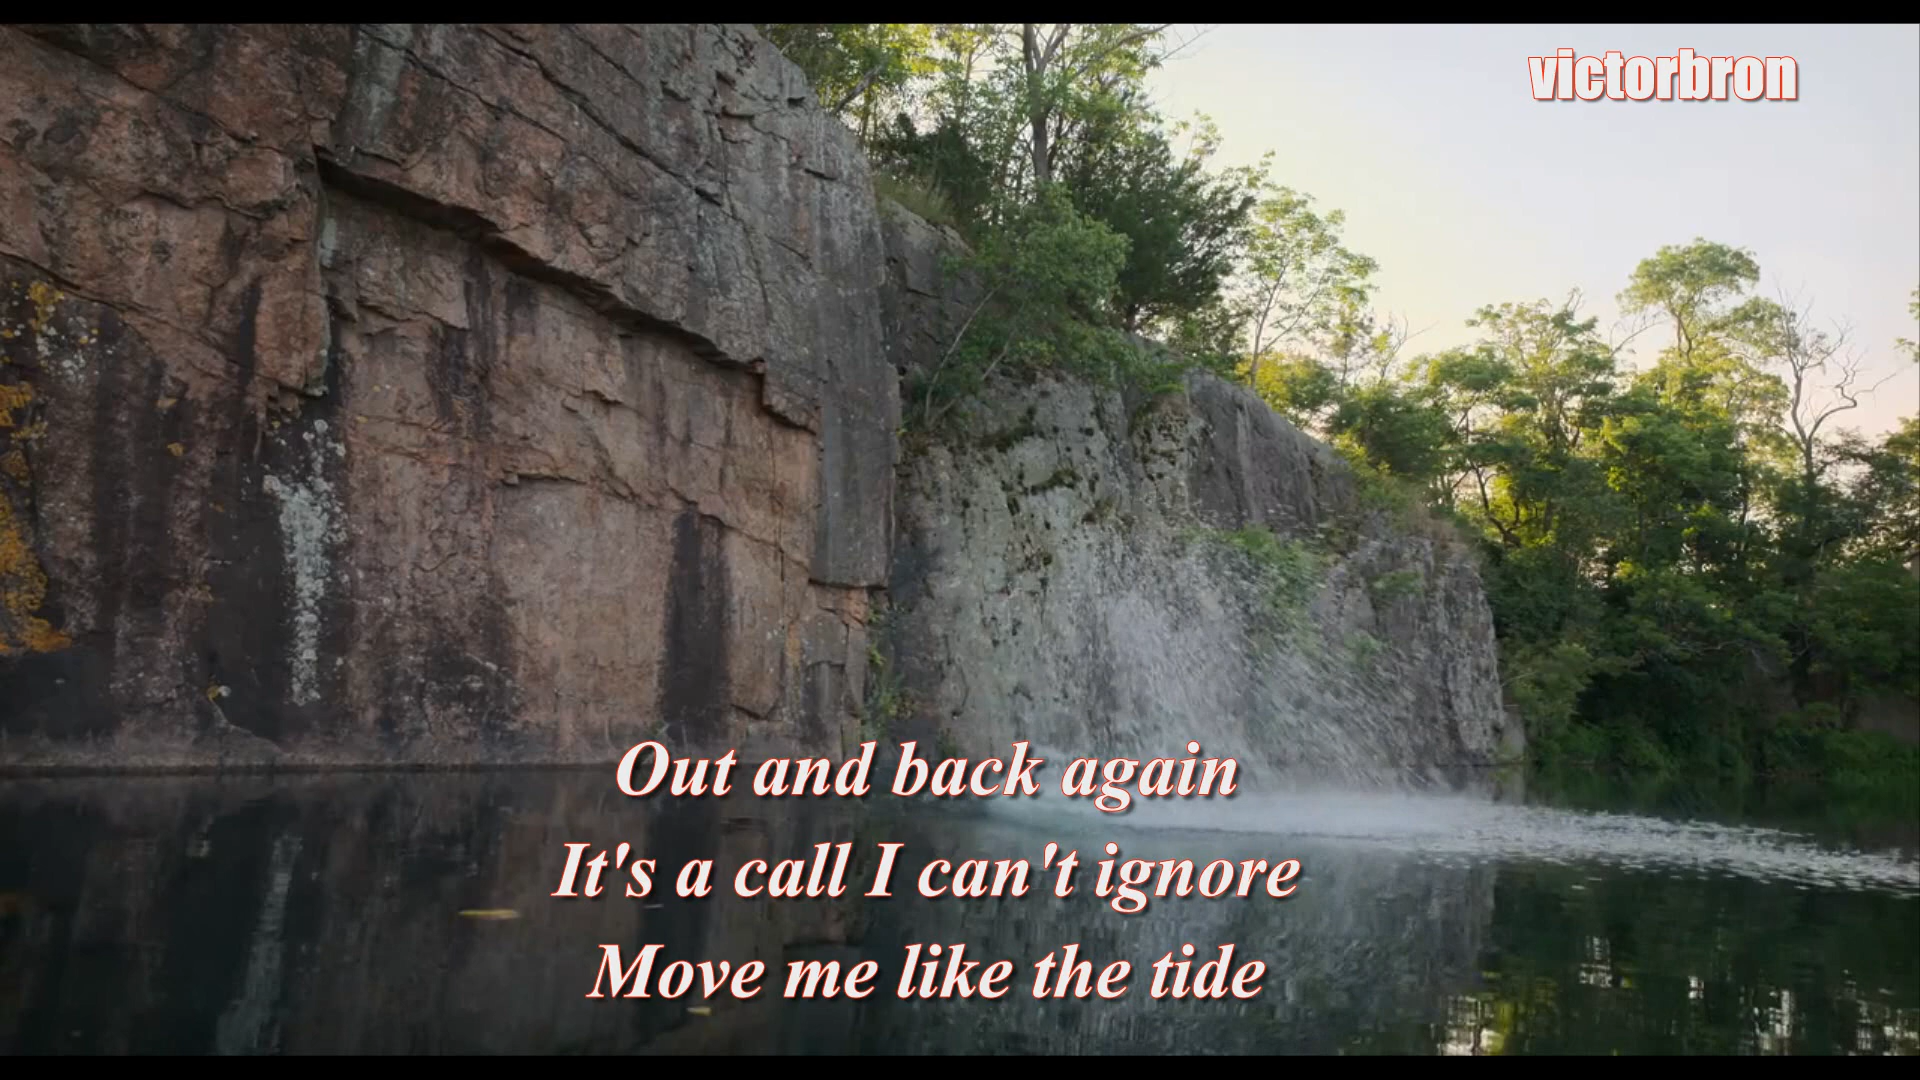 victorbron
Out and back again
It's a call I can't ignore
Move me like the tide